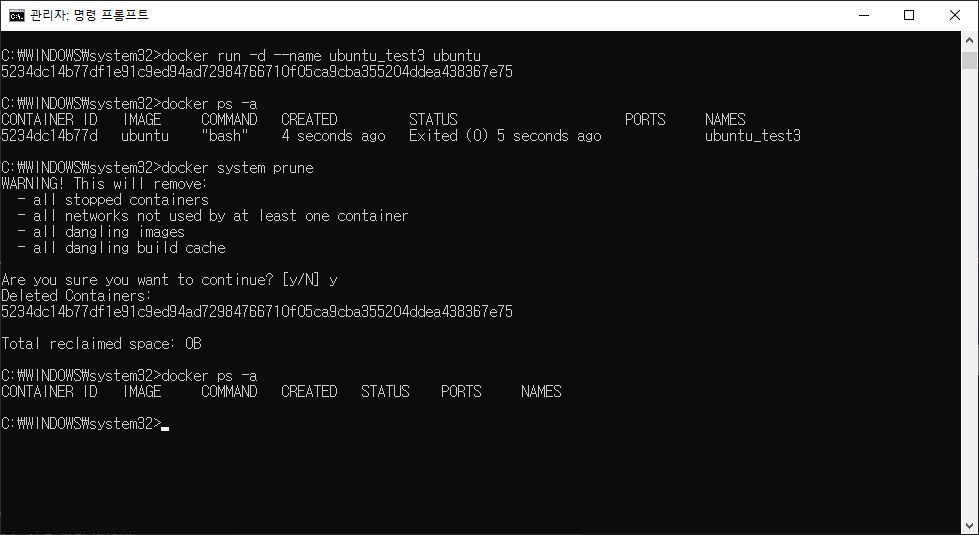 관리자: 명령 프롬프트
C:₩WINDOWS₩system32>docker run -d --name ubuntu_test3 ubuntu
5234dc14b77df1e91c9ed94ad72984766710f05ca9cba355204ddea438367e75
C:₩WINDOWS₩system32>docker ps -a
CONTAINER ID   IMAGE     COMMAND   CREATED         STATUS                     PORTS     NAMES
5234dc14b77d   ubuntu    "bash"    4 seconds ago   Exited (0) 5 seconds ago             ubuntu_test3
C:₩WINDOWS₩system32>docker system prune
WARNING! This will remove:
  - all stopped containers
  - all networks not used by at least one container
  - all dangling images
  - all dangling build cache
Are you sure you want to continue? [y/N] y
Deleted Containers:
5234dc14b77df1e91c9ed94ad72984766710f05ca9cba355204ddea438367e75
Total reclaimed space: 0B
C:₩WINDOWS₩system32>docker ps -a
CONTAINER ID   IMAGE     COMMAND   CREATED   STATUS    PORTS     NAMES
C:₩WINDOWS₩system32>